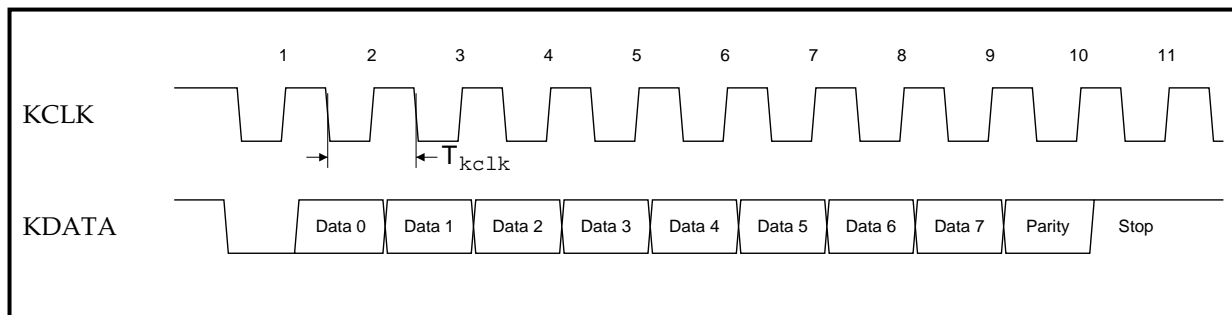 1 2 3 4 5 6 7 8 9 10 11
KCLK
Tkclk
KDATA Data 0 Data 1 Data 2 Data 3 Data 4 Data 5 Data 6 Data 7 Parity Stop